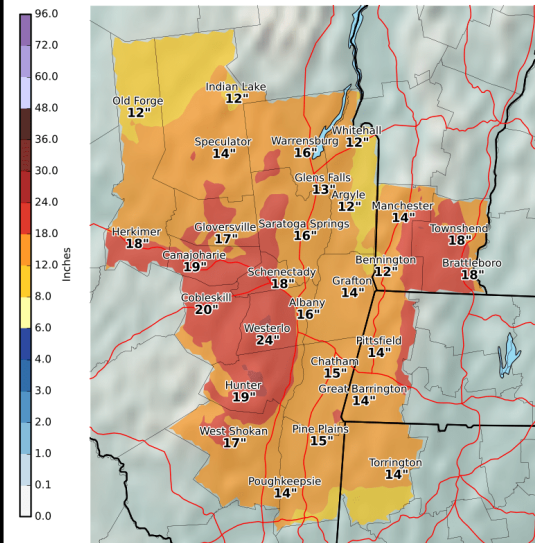 96.0
72.0
60.0
48.0
36.0
30.0
24.0
18.0
12.0
8.0
6.0
4.0
3.0
2.0
1.0
0.1
0.0
Inches
Old Forge
12"
Indian Lake
12"
Speculator
14"
Warrensburg
16"
Whitehall
12"
Glens Falls
13"
Argyle
12"
Manchester
14"
Herkimer
18"
Gloversville
17"
Saratoga Springs
16"
Townshend
18"
Canajoharie
19"
Schenectady
18"
Bennington
12"
Brattleboro
18"
Grafton
14"
Cobleskill
20"
Albany
16"
Westerlo
24"
Pittsfield
14"
Chatham
15"
Hunter
19"
Great Barrington
14"
West Shokan
17"
Pine Plains
15"
Torrington
14"
Poughkeepsie
14"